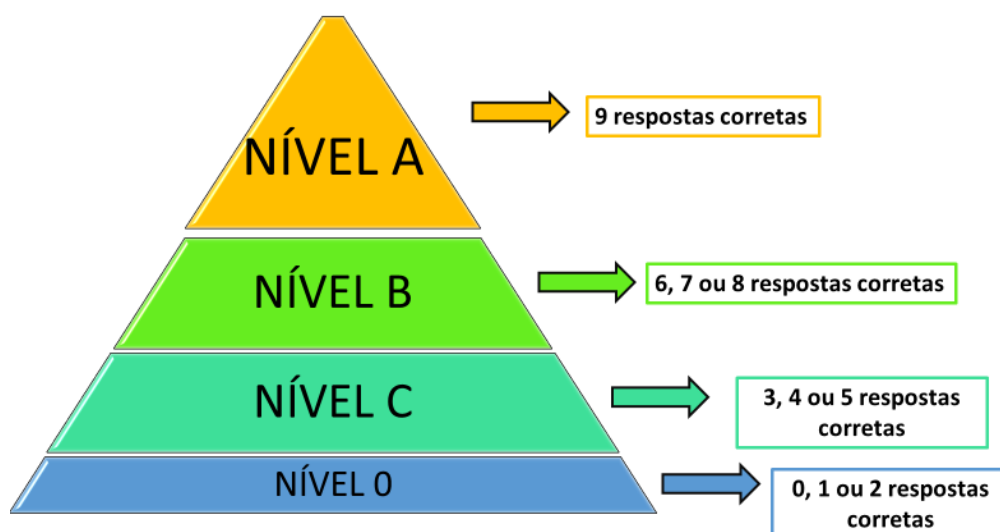 NÍVEL A
9 respostas corretas
NÍVEL B
6, 7 ou 8 respostas corretas
NÍVEL C
3, 4 ou 5 respostas
corretas
NÍVEL 0
0, 1 ou 2 respostas
corretas